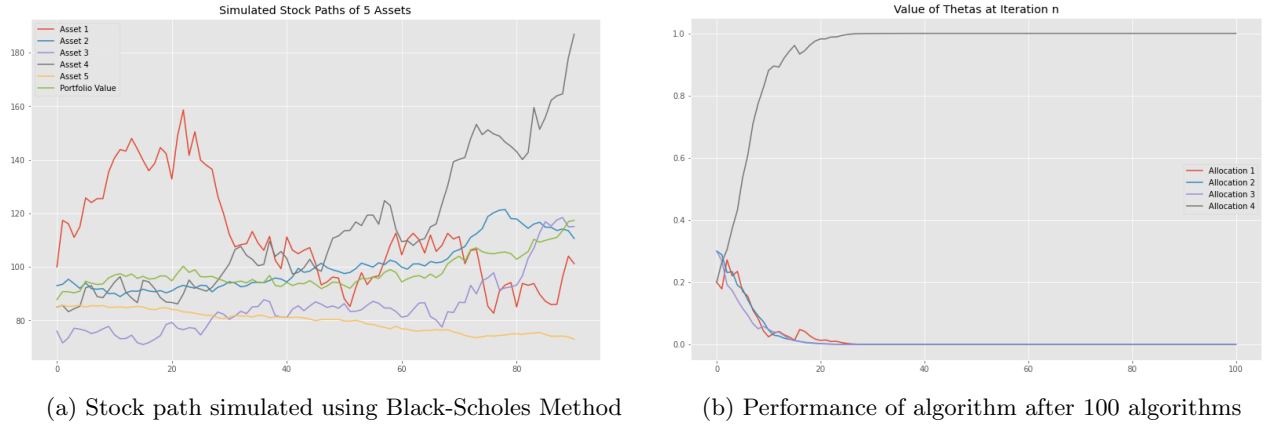 Simulated Stock Paths of 5 Assets
Asset 1
Asset 2
Asset 3
Asset 4
Asset 5
Portfolio Value
180
160
140
120
100
80
0
20
40
60
80
(a) Stock path simulated using Black-Scholes Method
Value of Thetas at Iteration n
1.0
0.8
0.6
0.4
0.2
0.0
Allocation 1
Allocation 2
Allocation 3
Allocation 4
0
20
40
60
80
100
(b) Performance of algorithm after 100 algorithms